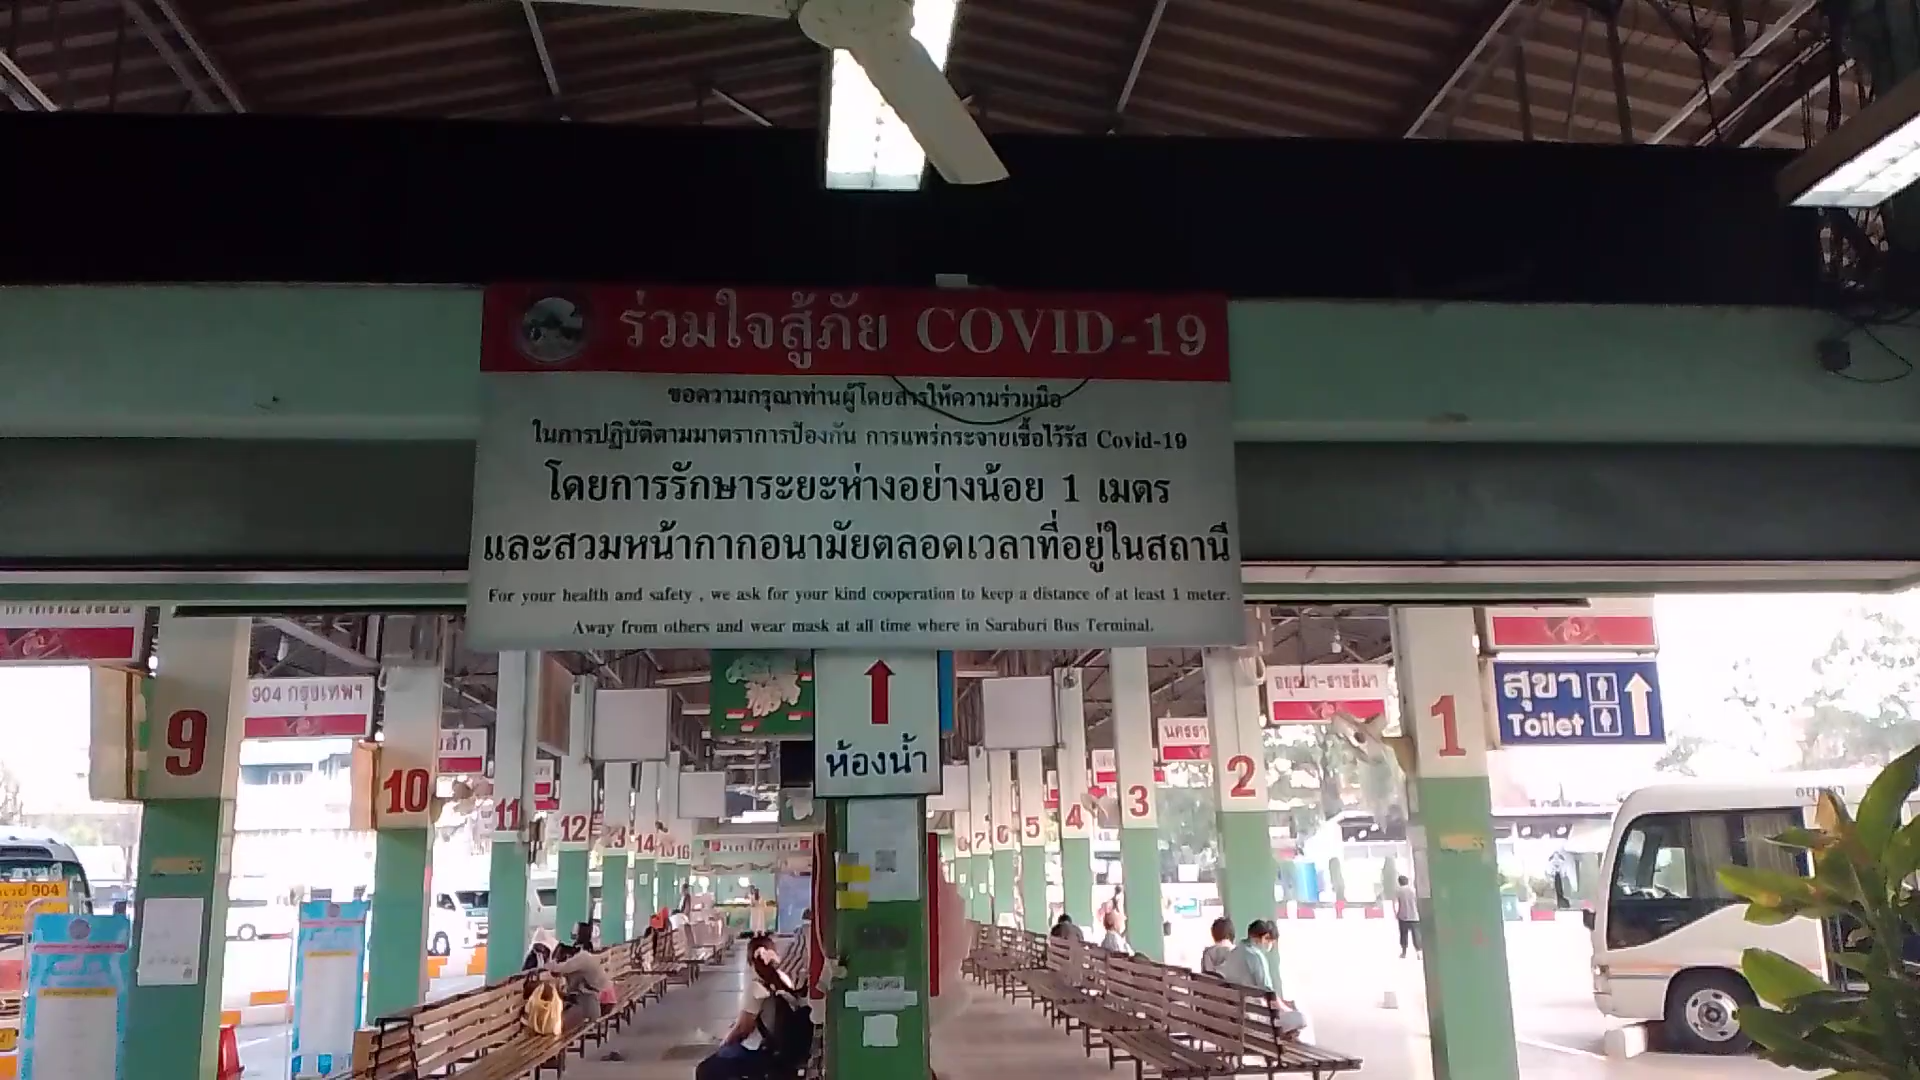 ร่วมใจสู้ภัย COVID-19
ขอความกรุณาท่านผู้โดยสารให้ความร่วมมือ
ในการปฏิบัติตามมาตราการป้องกัน การแพร่กระจายเชื้อไว้รัส Covid-19
โดยการรักษาระยะห่างอย่างน้อย 1 เมตร
และสวมหน้ากากอนามัยตลอดเวลาที่อยู่ในสถานี
For your health and safety , we ask for your kind cooperation to keep a distance of at least 1 meter.
Away from others and wear mask at all time where in Saraburi Bus Terminal.
ห้องน้ำ
สุขา
Toilet
904 กรุงเทพฯ
อยุธยา-ราชสีมา
9
10
11
12
13
14
15
16
7
6
5
4
3
2
1
904